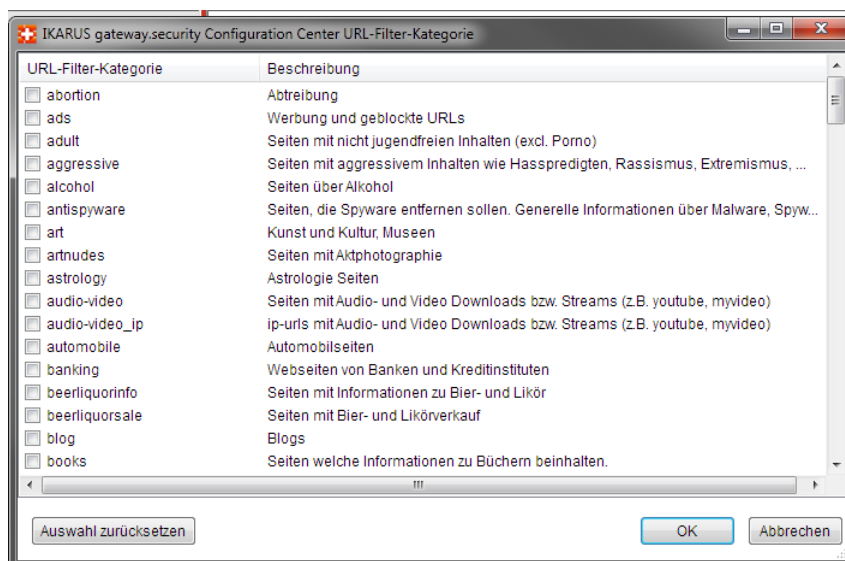 IKARUS gateway.security Configuration Center URL-Filter-Kategorie
URL-Filter-Kategorie Beschreibung
abortion Abtreibung
ads Werbung und geblockte URLs
adult Seiten mit nicht jugendfreien Inhalten (excl. Porno)
aggressive Seiten mit aggressivem Inhalten wie Hasspredigten, Rassismus, Extremismus, ...
alcohol Seiten über Alkohol
antispyware Seiten, die Spyware entfernen sollen. Generelle Informationen über Malware, Spyw...
art Kunst und Kultur, Museen
artnudes Seiten mit Aktphotographie
astrology Astrologie Seiten
audio-video Seiten mit Audio- und Video Downloads bzw. Streams (z.B. youtube, myvideo)
audio-video_ip ip-urls mit Audio- und Video Downloads bzw. Streams (z.B. youtube, myvideo)
automobile Automobilseiten
banking Webseiten von Banken und Kreditinstituten
beerliquorinfo Seiten mit Informationen zu Bier- und Likör
beerliquorsale Seiten mit Bier- und Likörverkauf
blog Blogs
books Seiten welche Informationen zu Büchern beinhalten.
Auswahl zurücksetzen OK Abbrechen